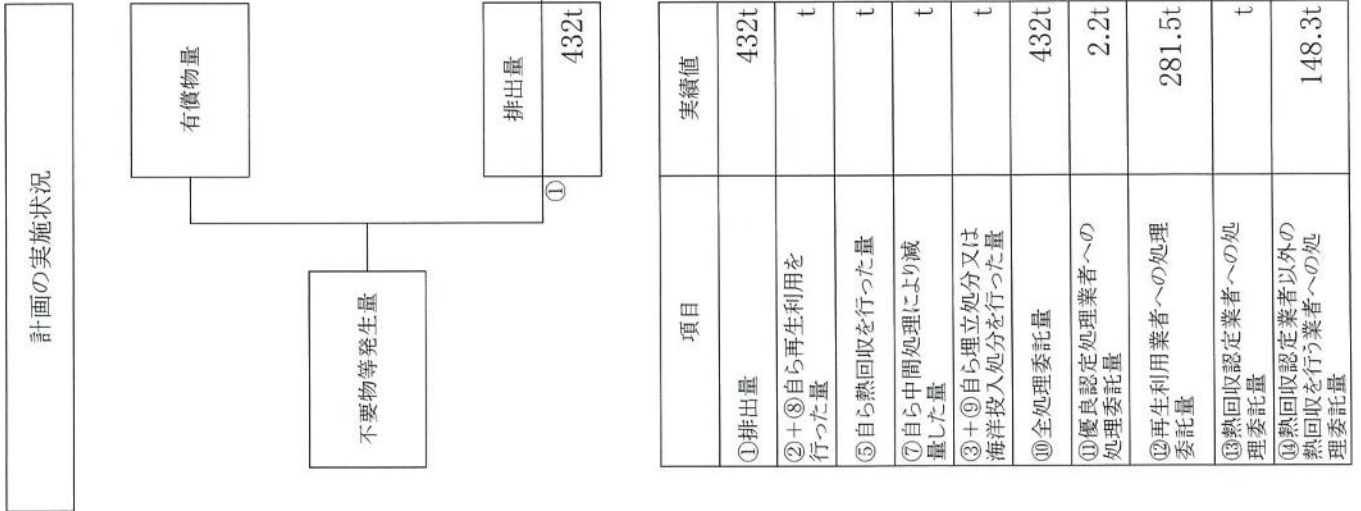 計画の実施状況
有償物量
不要物等発生量
排出量
①
432t
項目
実績値
①排出量
432t
②+⑧自ら再生利用を
行った量
t
⑤自ら熱回収を行った量
t
⑦自ら中間処理により減
量した量
t
③+⑨自ら埋立処分又は
海洋投入処分を行った量
t
⑩全処理委託量
432t
⑪優良認定処理業者への
処理委託量
2.2t
⑫再生利用業者への処理
委託量
281.5t
⑬熱回収認定業者への処
理委託量
t
⑭熱回収認定業者以外の
熱回収を行う業者への処
理委託量
148.3t